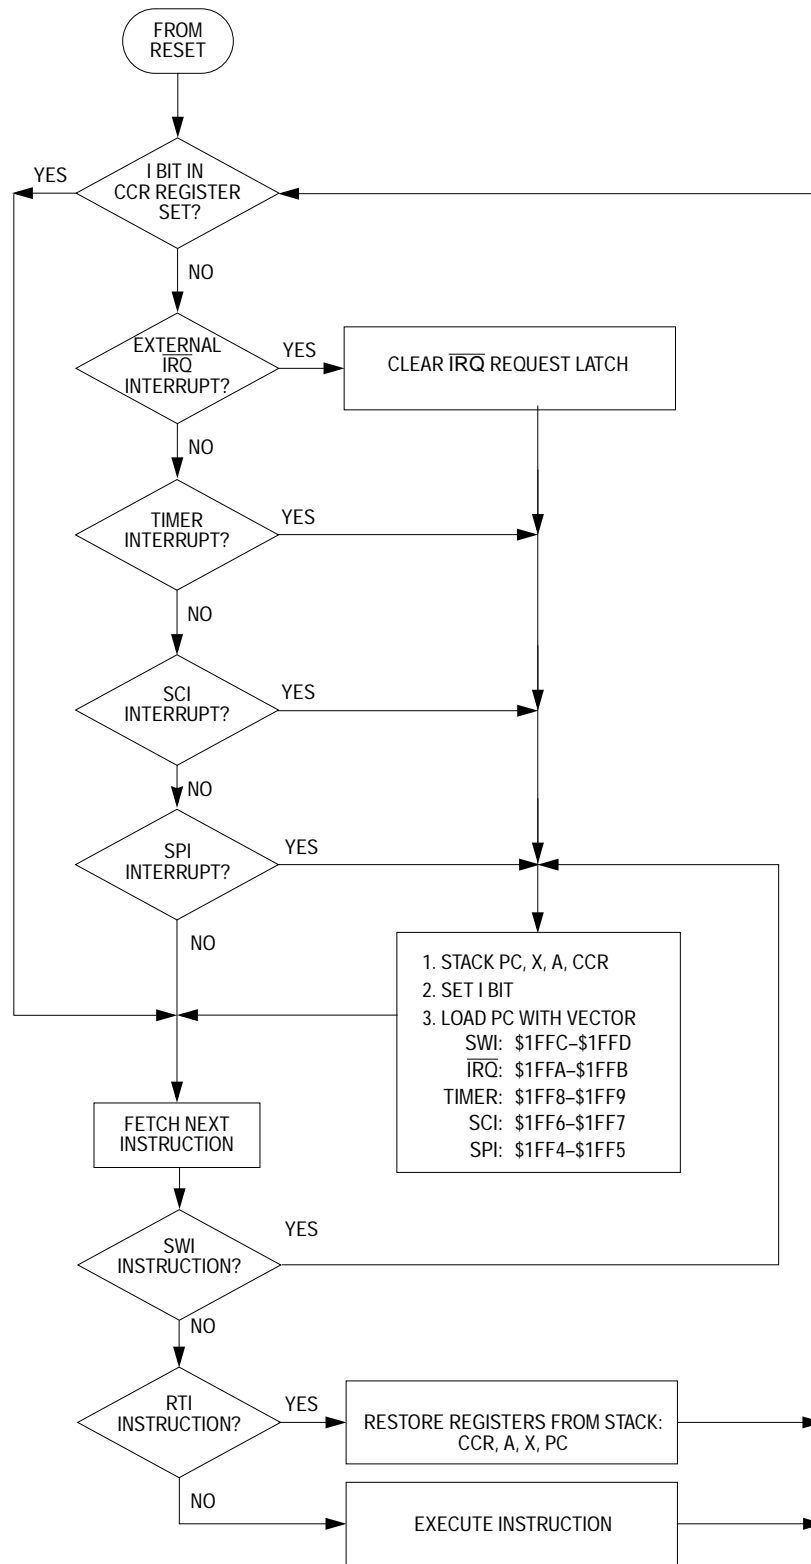 FROM
RESET
YES
I BIT IN
CCR REGISTER
SET?
NO
EXTERNAL
IRQ
INTERRUPT?
YES
CLEAR IRQ REQUEST LATCH
NO
TIMER
INTERRUPT?
YES
NO
SCI
INTERRUPT?
YES
NO
SPI
INTERRUPT?
YES
NO
1. STACK PC, X, A, CCR
2. SET I BIT
3. LOAD PC WITH VECTOR
SWI: $1FFC–$1FFD
IRQ: $1FFA–$1FFB
TIMER: $1FF8–$1FF9
SCI: $1FF6–$1FF7
SPI: $1FF4–$1FF5
FETCH NEXT
INSTRUCTION
SWI
INSTRUCTION?
YES
NO
RTI
INSTRUCTION?
YES
RESTORE REGISTERS FROM STACK:
CCR, A, X, PC
NO
EXECUTE INSTRUCTION